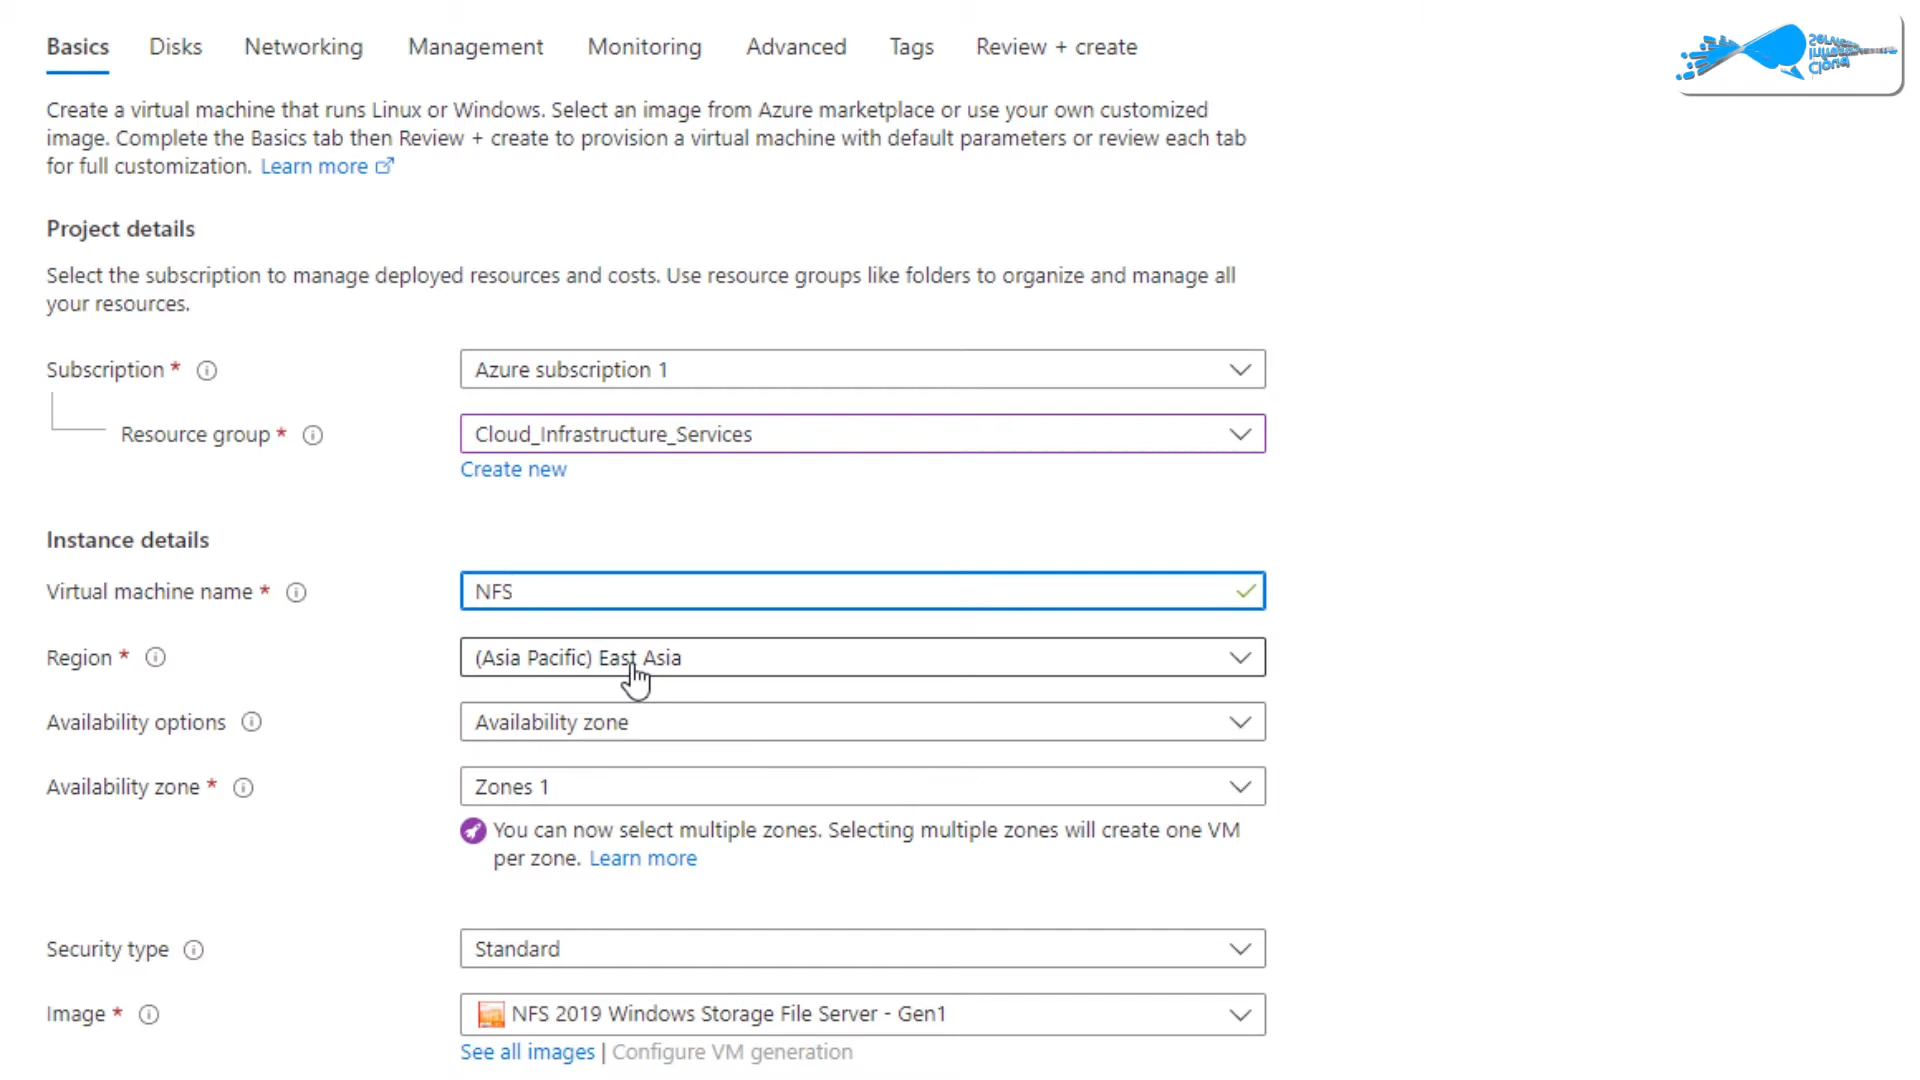 Basics Disks Networking Management Monitoring Advanced Tags Review + create
Create a virtual machine that runs Linux or Windows. Select an image from Azure marketplace or use your own customized
image. Complete the Basics tab then Review + create to provision a virtual machine with default parameters or review each tab
for full customization. Learn more
Project details
Select the subscription to manage deployed resources and costs. Use resource groups like folders to organize and manage all
your resources.
Subscription * Azure subscription 1
Resource group * Cloud_Infrastructure_Services
Create new
Instance details
Virtual machine name * NFS
Region * (Asia Pacific) East Asia
Availability options Availability zone
Availability zone * Zones 1
You can now select multiple zones. Selecting multiple zones will create one VM
per zone. Learn more
Security type Standard
Image * NFS 2019 Windows Storage File Server - Gen1
See all images | Configure VM generation